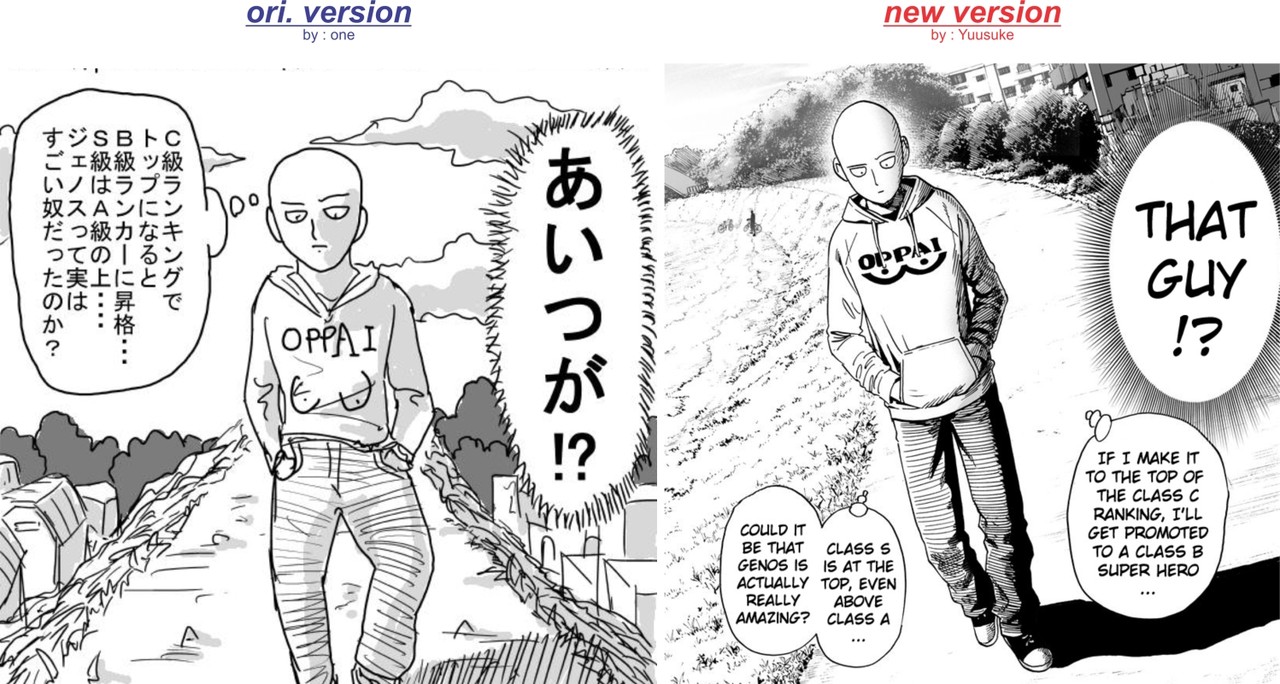 ori. version
by : one
new version
by : Yuusuke
あいつが!?
C級ランキングで
トップになると
B級ランカーに昇格…
S級はA級の上……
ジェノスって実は
すごい奴だったのか?
OPPAI
THAT
GUY
!?
IF I MAKE IT
TO THE TOP OF
THE CLASS C
RANKING, I'LL
GET PROMOTED
TO A CLASS B
SUPER HERO
...
CLASS S
IS AT THE
TOP, EVEN
ABOVE
CLASS A
...
COULD IT
BE THAT
GENOS IS
ACTUALLY
REALLY
AMAZING?
OPPAI